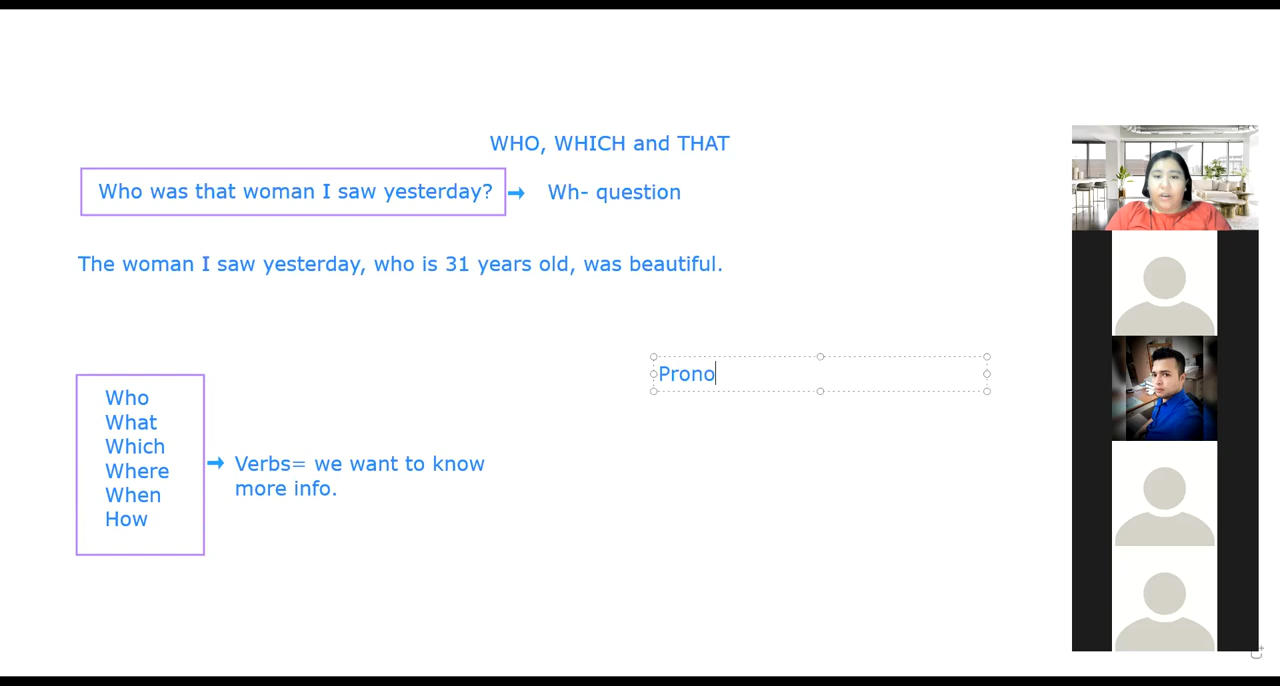 WHO, WHICH and THAT
Who was that woman I saw yesterday?
Wh- question
The woman I saw yesterday, who is 31 years old, was beautiful.
Prono
Who
What
Which
Where
When
How
Verbs= we want to know
more info.